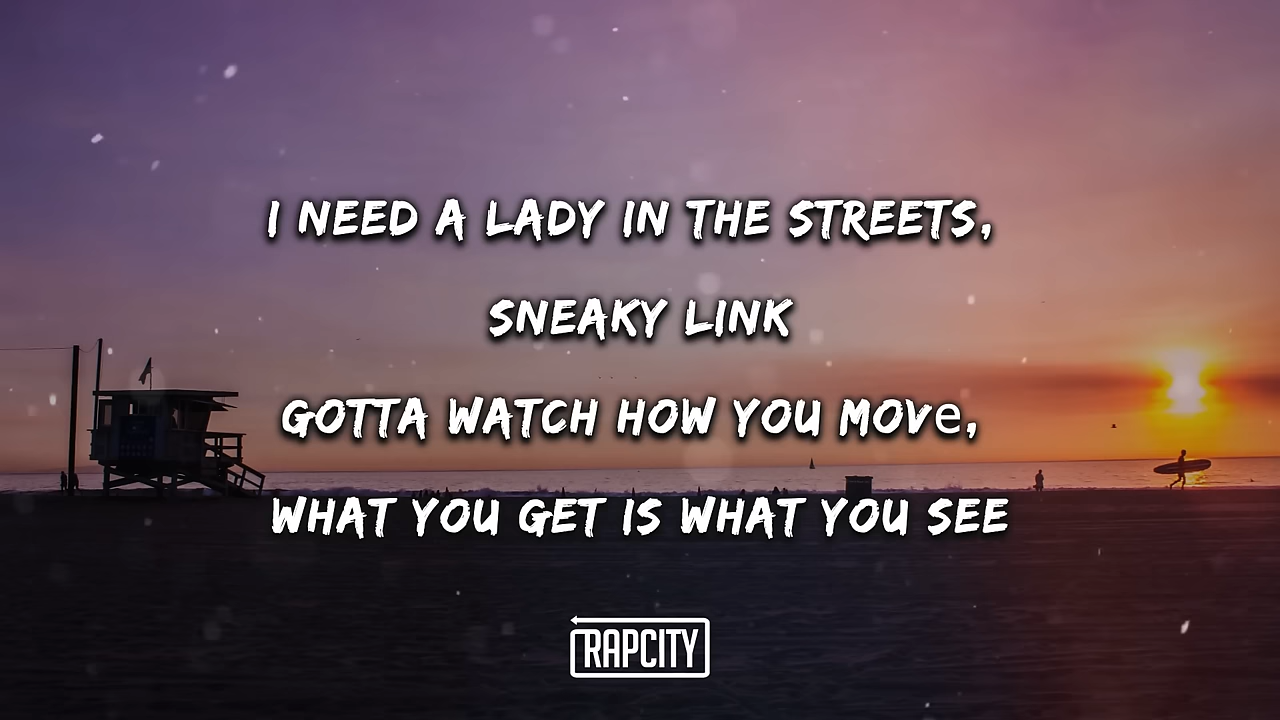 I NEED A LADY IN THE STREETS,
SNEAKY LINK
GOTTA WATCH HOW YOU MOVe,
WHAT YOU GET IS WHAT YOU SEE
RAPCITY